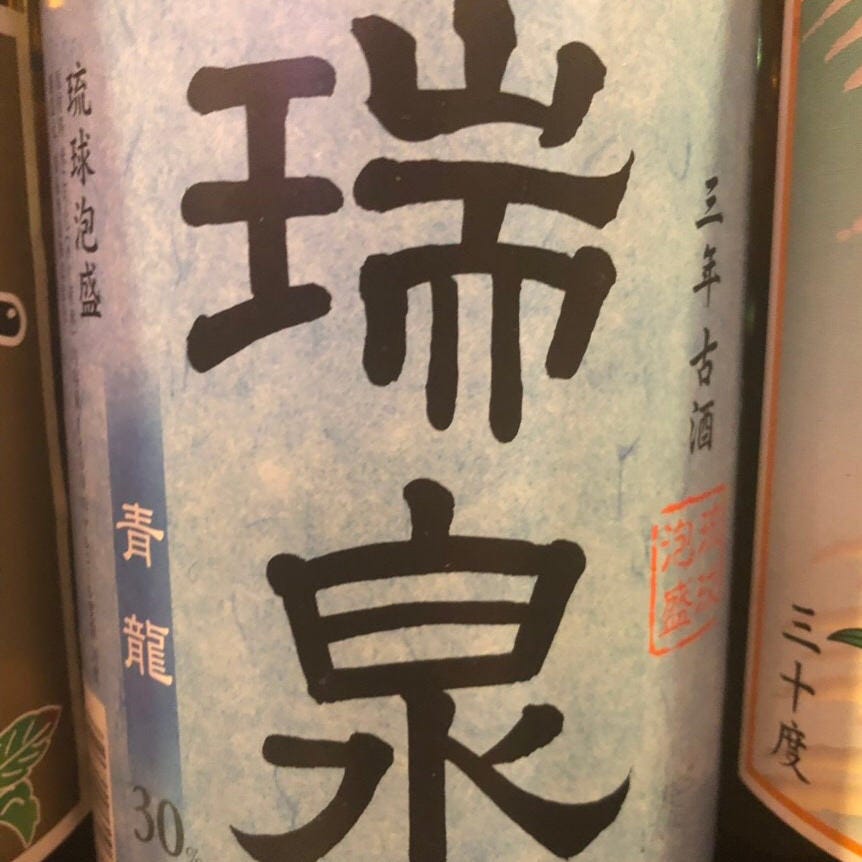 瑞泉
三年古酒
琉球泡盛
琉球泡盛
青龍
30%
三十度